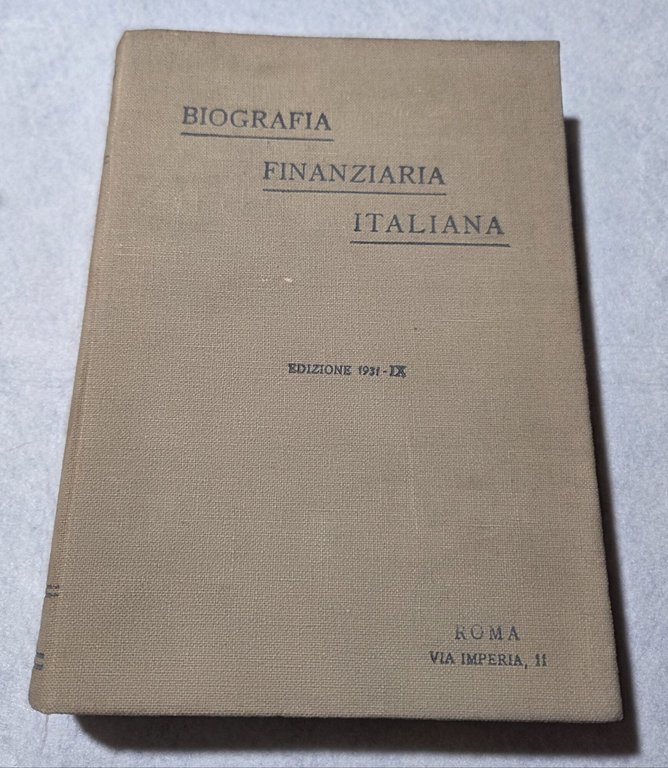 BIOGRAFIA
FINANZIARIA
ITALIANA
EDIZIONE 1931-IX
ROMA
VIA IMPERIA, 11